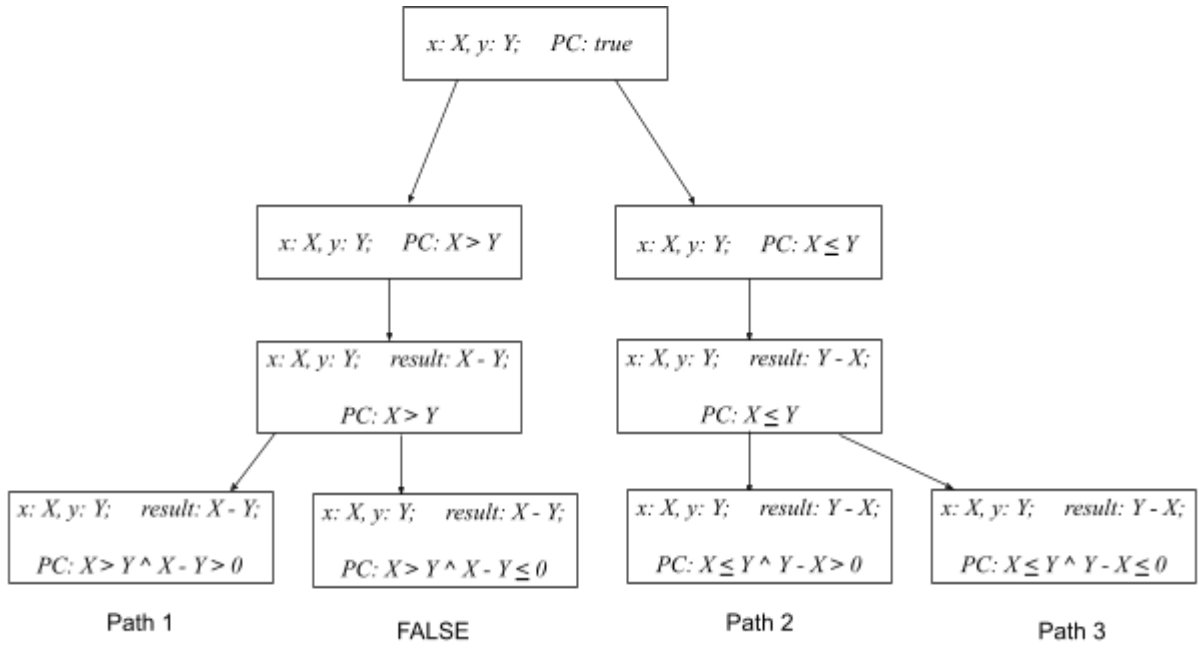 x: X, y: Y; PC: true
x: X, y: Y; PC: X > Y
x: X, y: Y; PC: X ≤ Y
x: X, y: Y; result: X - Y;
PC: X > Y
x: X, y: Y; result: Y - X;
PC: X ≤ Y
x: X, y: Y; result: X - Y;
PC: X > Y ^ X - Y > 0
x: X, y: Y; result: X - Y;
PC: X > Y ^ X - Y ≤ 0
x: X, y: Y; result: Y - X;
PC: X ≤ Y ^ Y - X > 0
x: X, y: Y; result: Y - X;
PC: X ≤ Y ^ Y - X ≤ 0
Path 1
FALSE
Path 2
Path 3